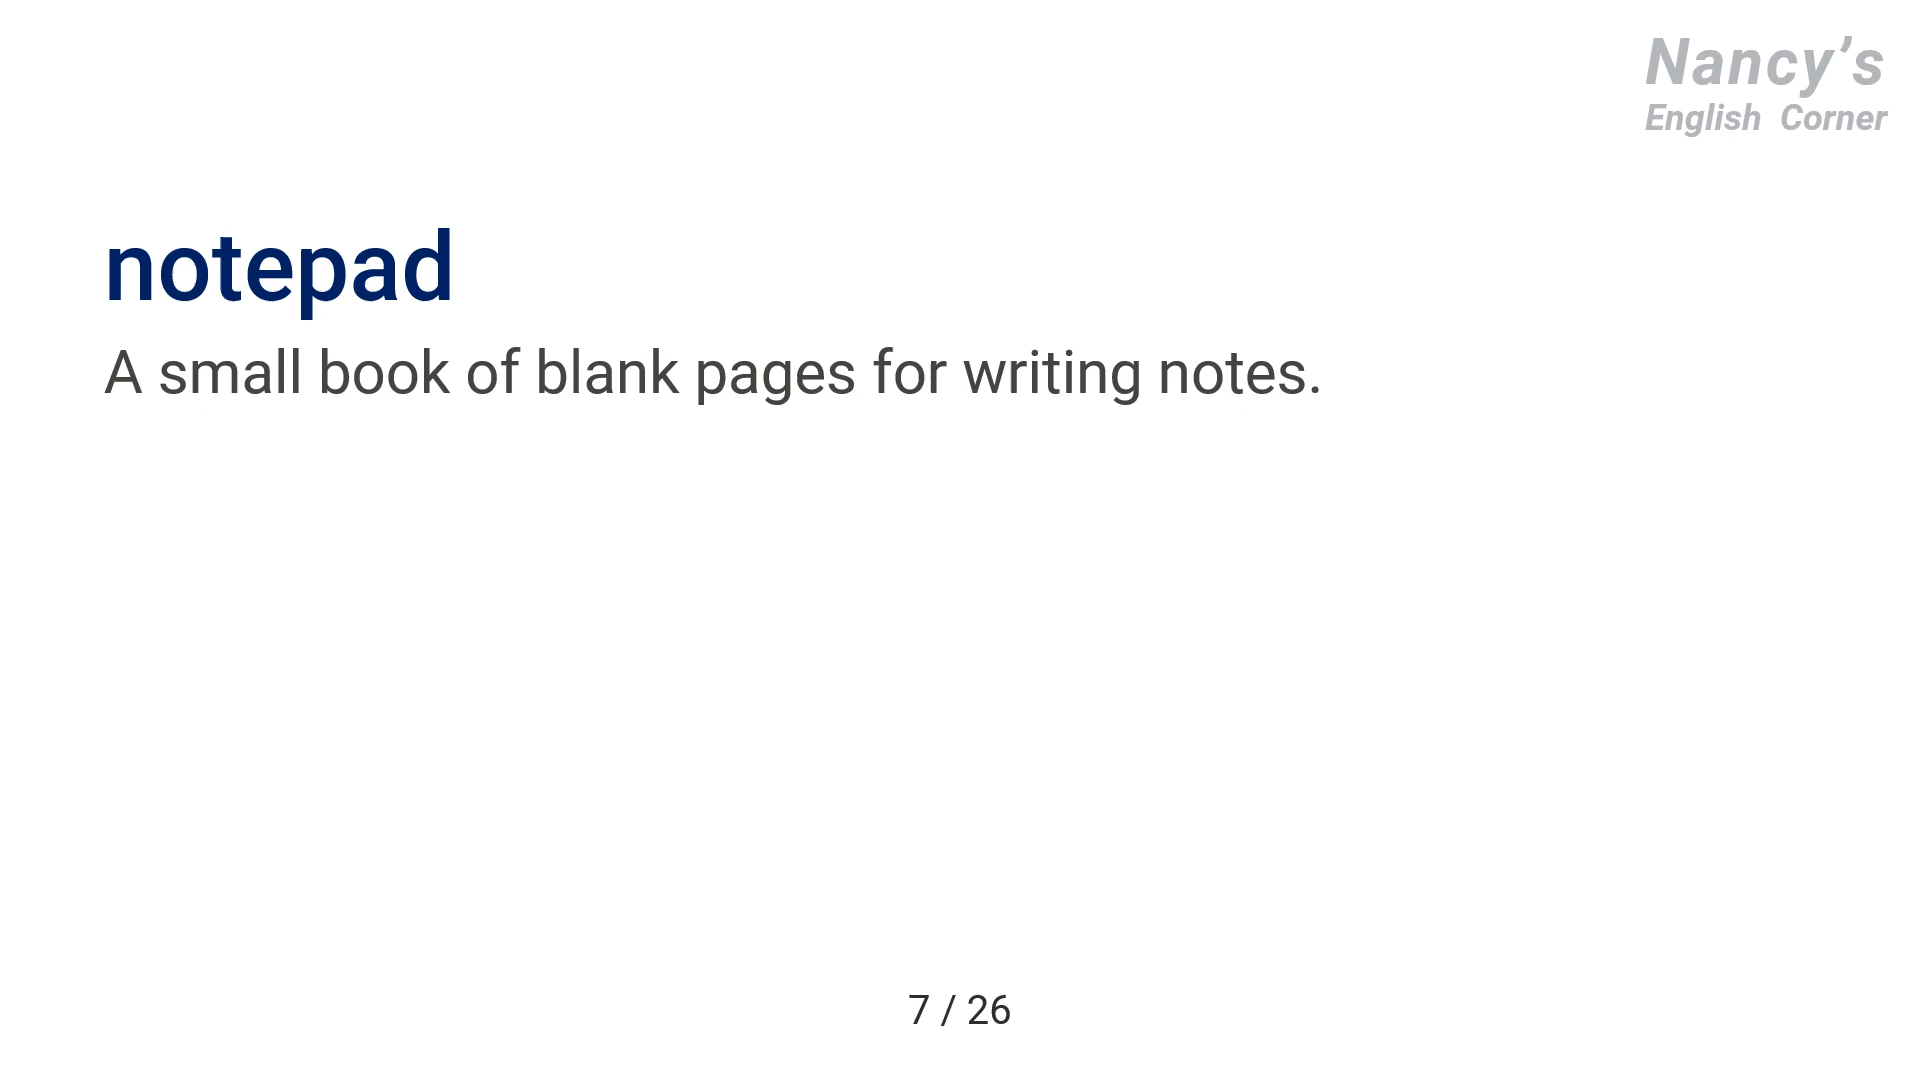 Nancy’s
English Corner
notepad
A small book of blank pages for writing notes.
7 / 26